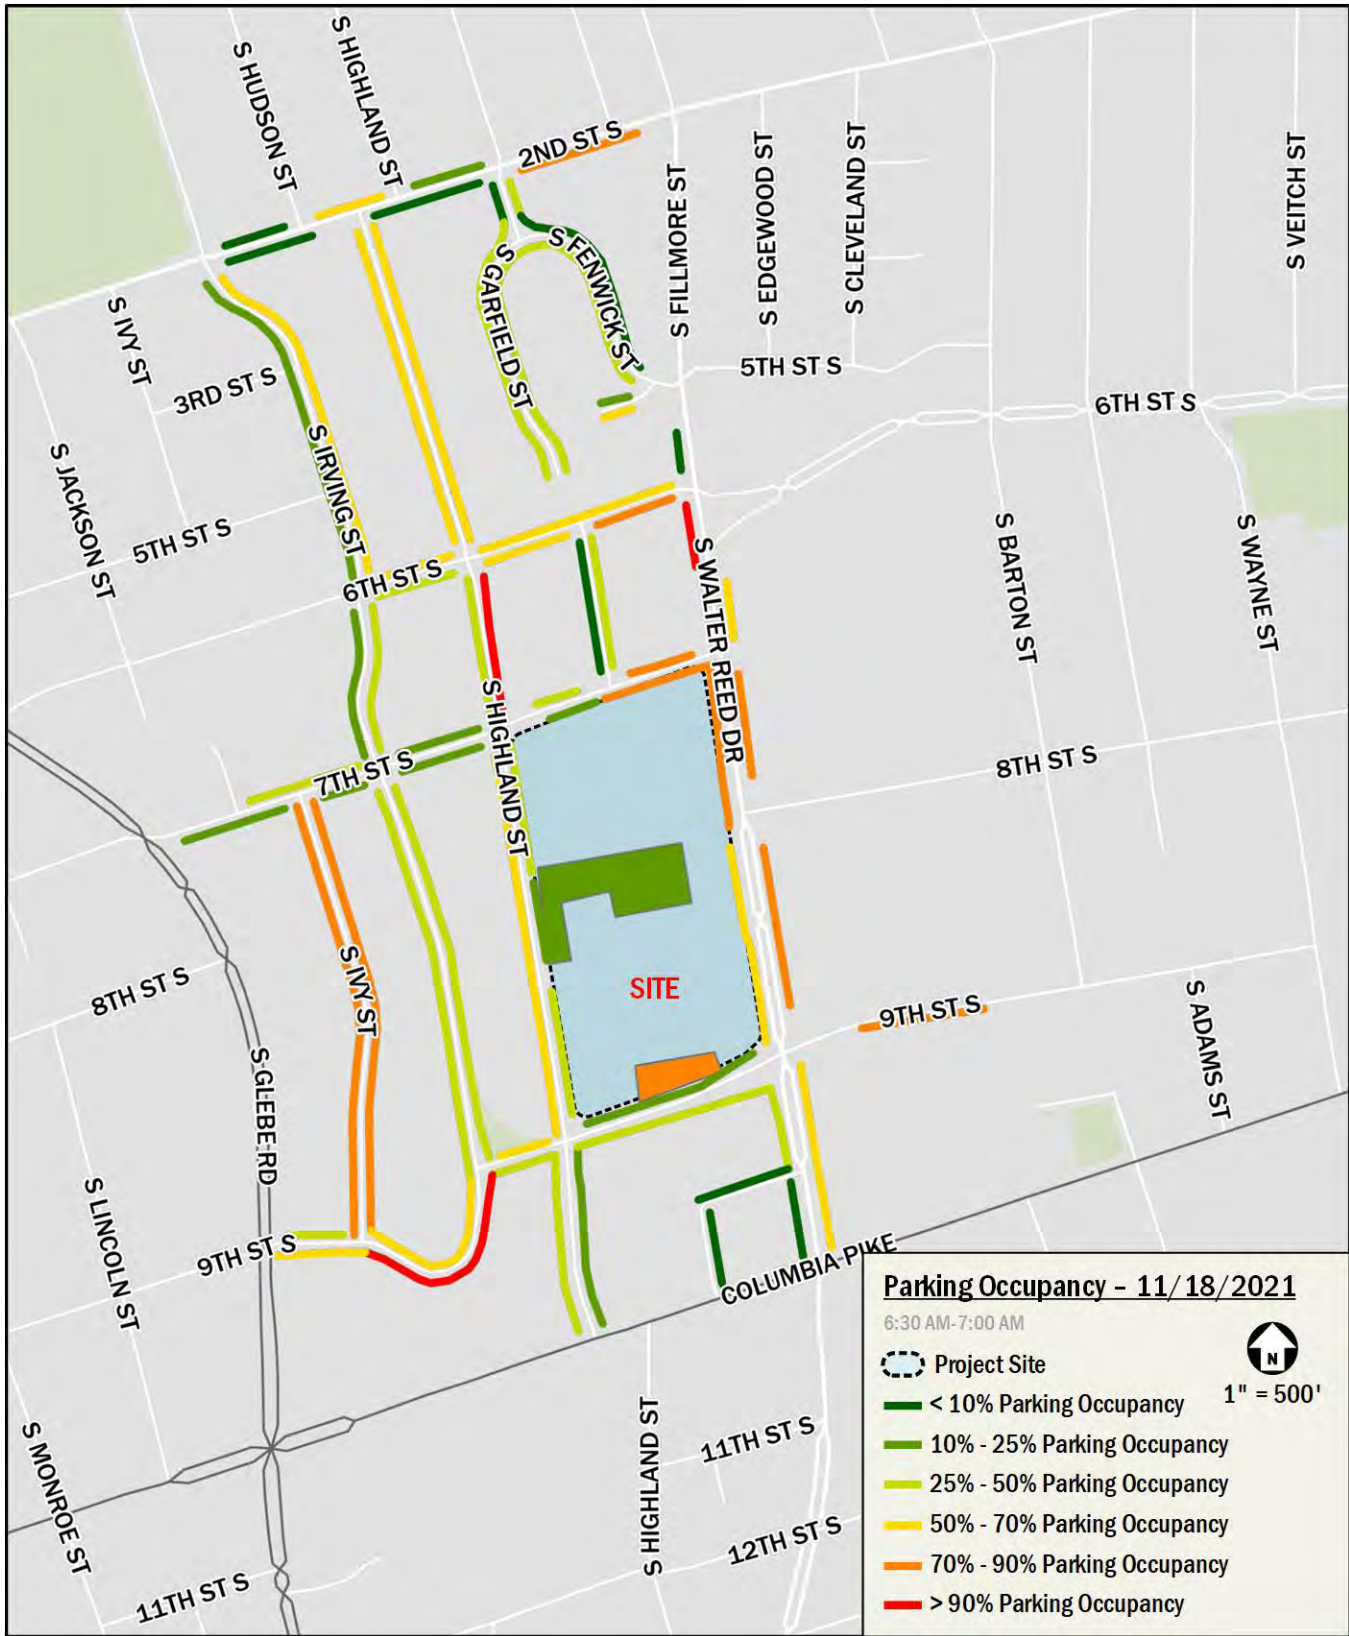 S HIGHLAND ST
S HUDSON ST
2ND ST S
S FILLMORE ST
S EDGEWOOD ST
S CLEVELAND ST
S VEITCH ST
S IVY ST
3RD ST S
S GARFIELD ST
S FENWICK ST
5TH ST S
6TH ST S
S JACKSON ST
S IRVING ST
5TH ST S
6TH ST S
S WALTER REED DR
S BARTON ST
S WAYNE ST
S HIGHLAND ST
7TH ST S
8TH ST S
S IVY ST
SITE
8TH ST S
9TH ST S
S ADAMS ST
S GLEBE RD
S LINCOLN ST
9TH ST S
COLUMBIA PIKE
S MONROE ST
S HIGHLAND ST
11TH ST S
12TH ST S
11TH ST S
Parking Occupancy – 11/18/2021
6:30 AM-7:00 AM
N
Project Site
1" = 500'
< 10% Parking Occupancy
10% - 25% Parking Occupancy
25% - 50% Parking Occupancy
50% - 70% Parking Occupancy
70% - 90% Parking Occupancy
> 90% Parking Occupancy